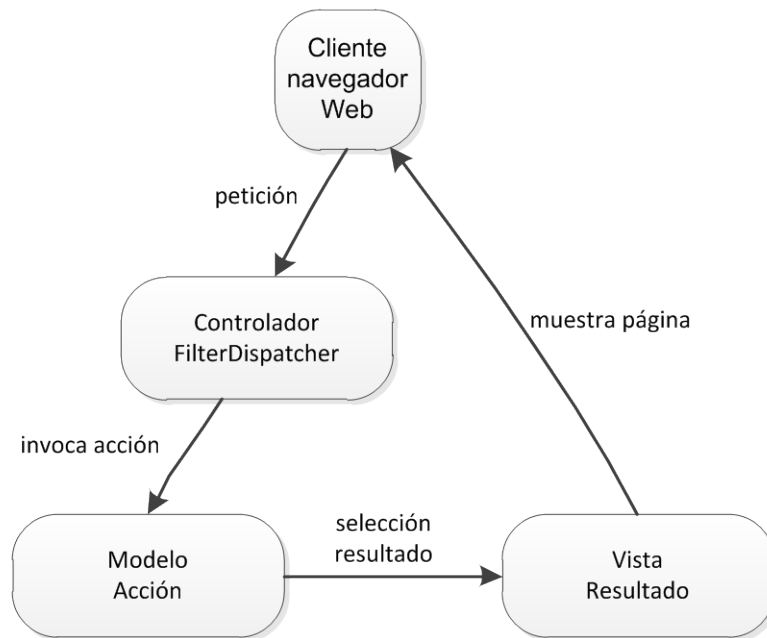 Cliente
navegador
Web
petición
Controlador
FilterDispatcher
muestra página
invoca acción
selección
resultado
Modelo
Acción
Vista
Resultado